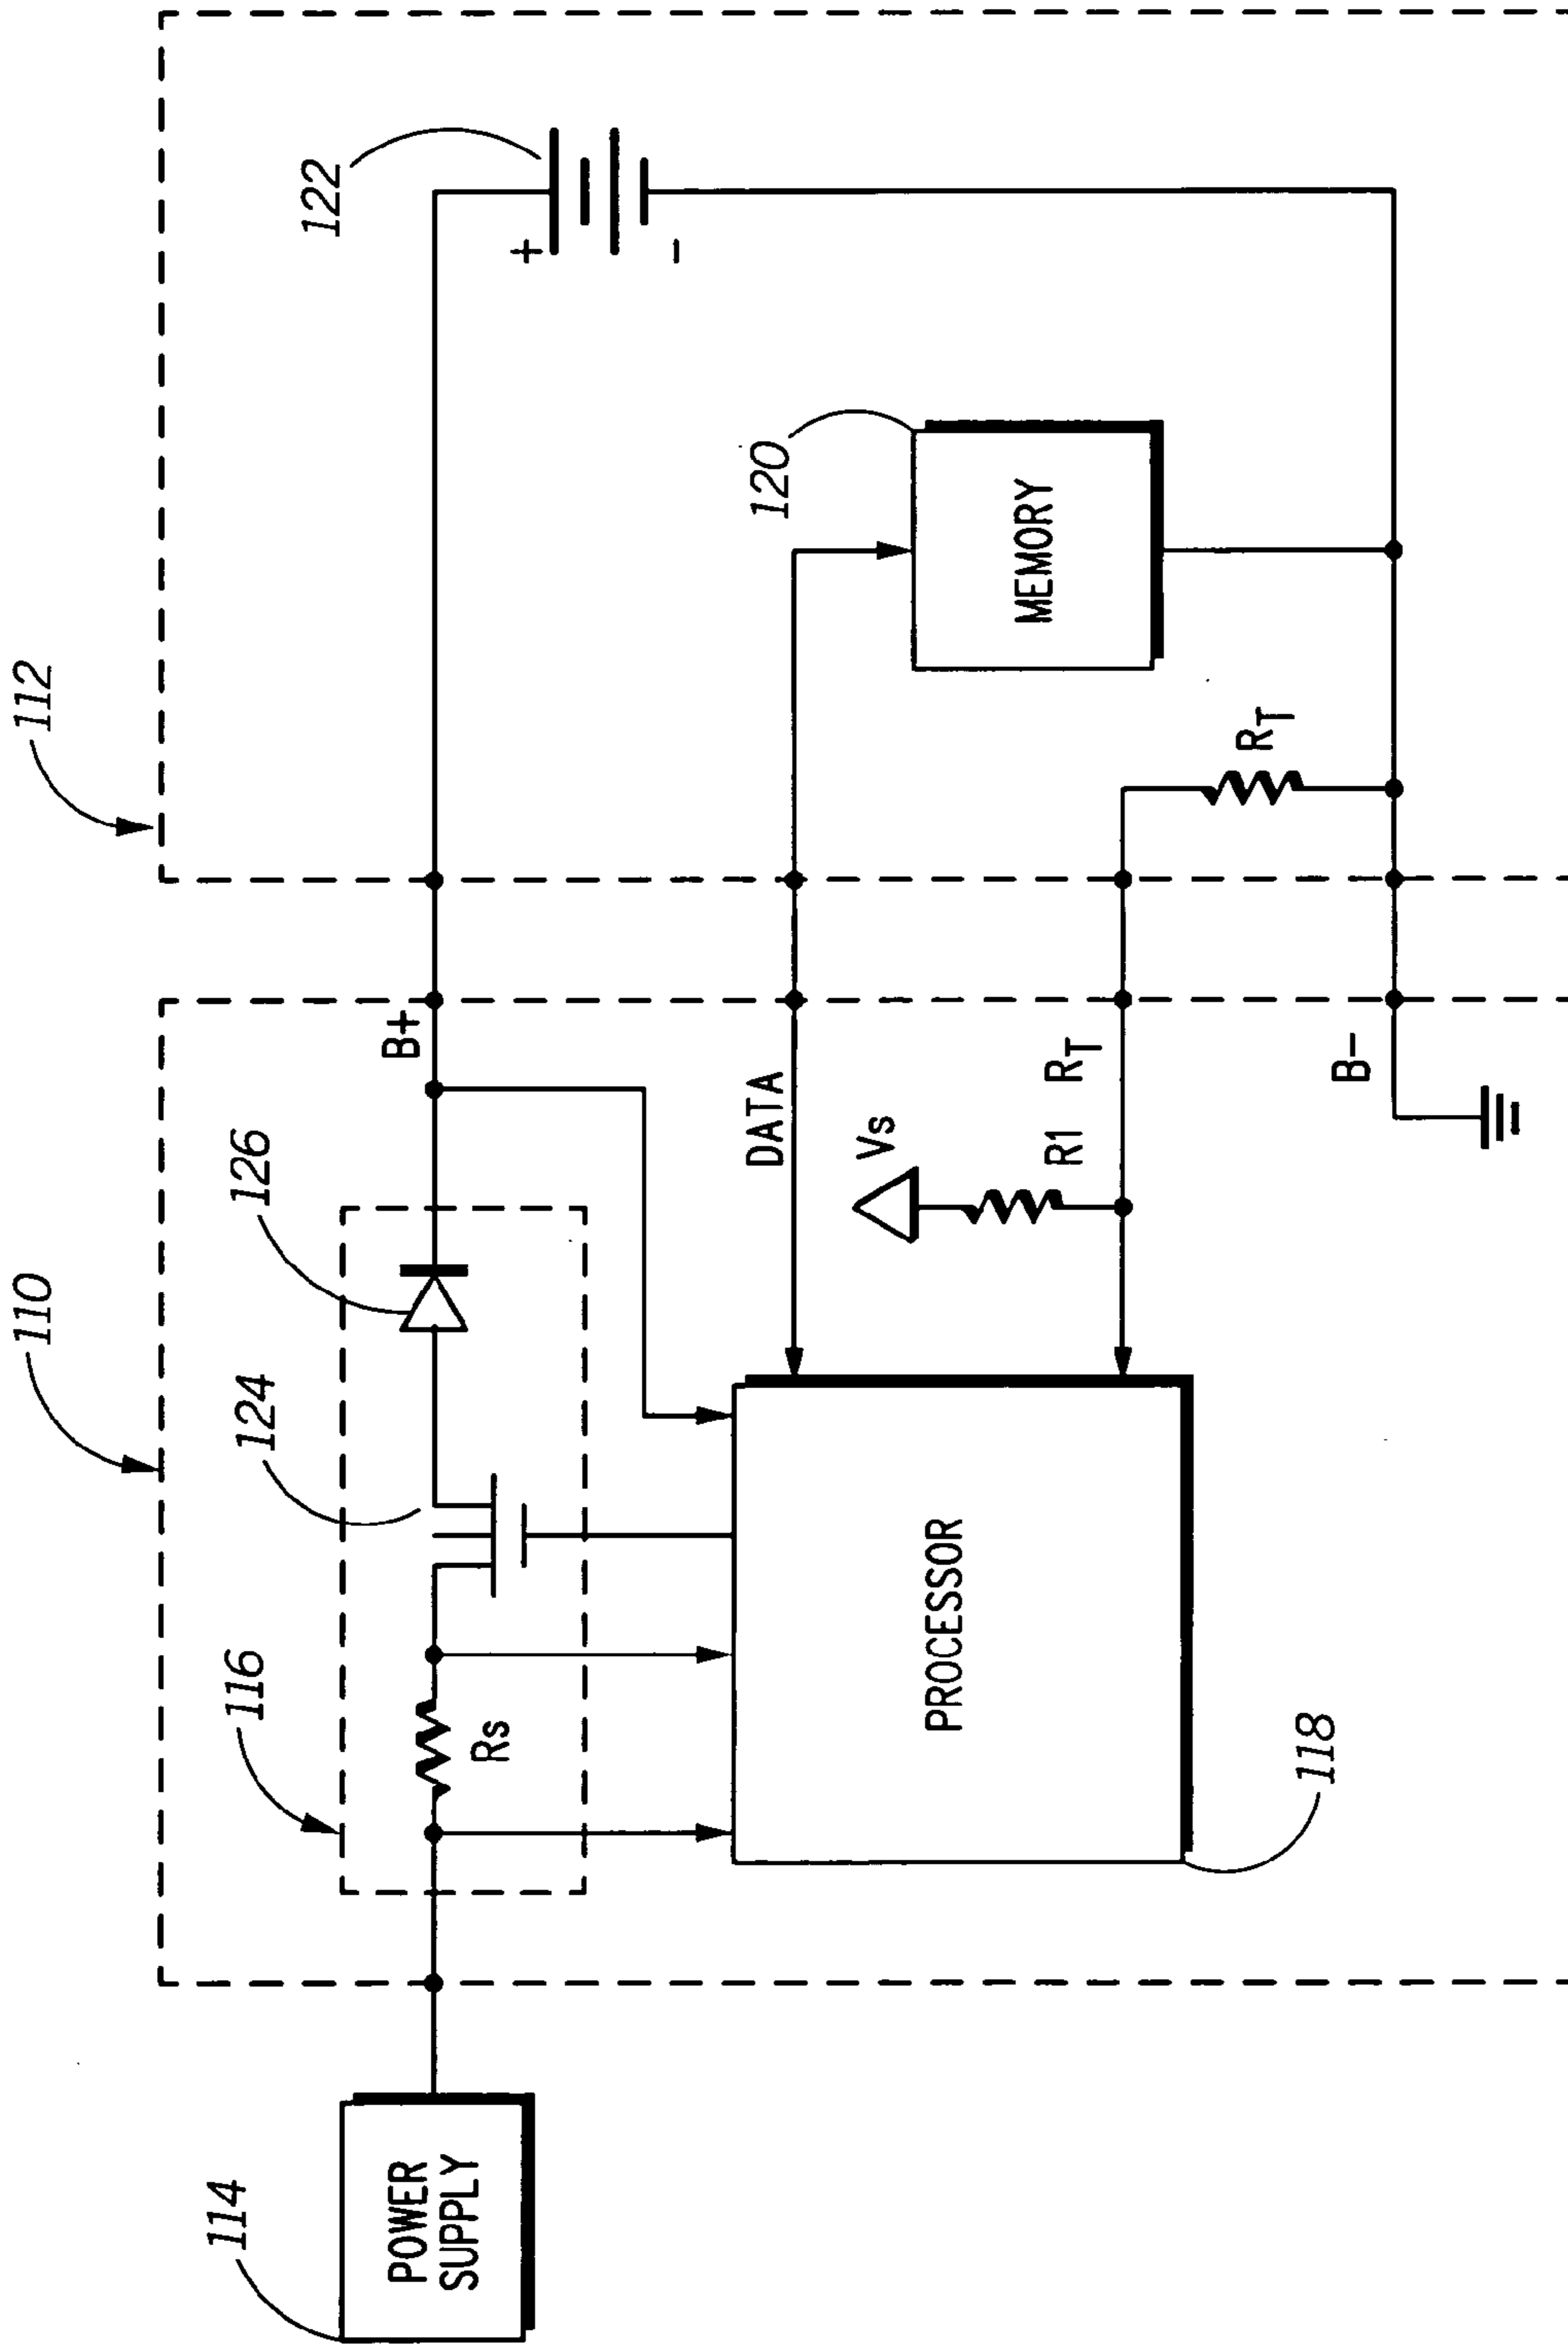 110
112
114
POWER
SUPPLY
116
Rs
124
126
B+
122
+
-
PROCESSOR
118
DATA
Vs
R1
RT
B-
120
MEMORY
RT